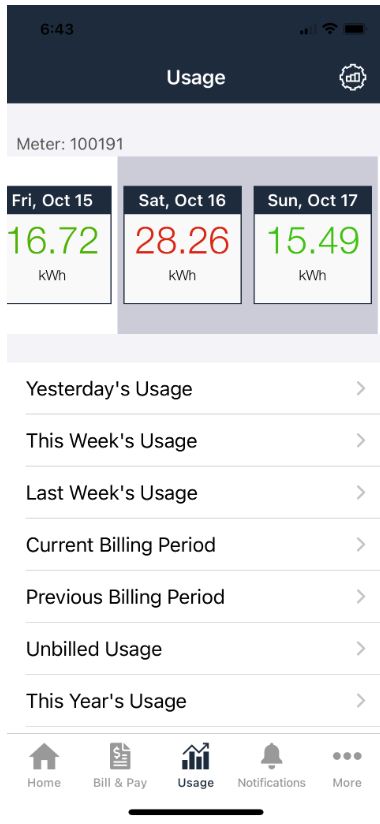 6:43
Usage
Meter: 100191
Fri, Oct 15 Sat, Oct 16 Sun, Oct 17
16.72 28.26 15.49
kWh kWh kWh
Yesterday's Usage
This Week's Usage
Last Week's Usage
Current Billing Period
Previous Billing Period
Unbilled Usage
This Year's Usage
Home Bill & Pay Usage Notifications More